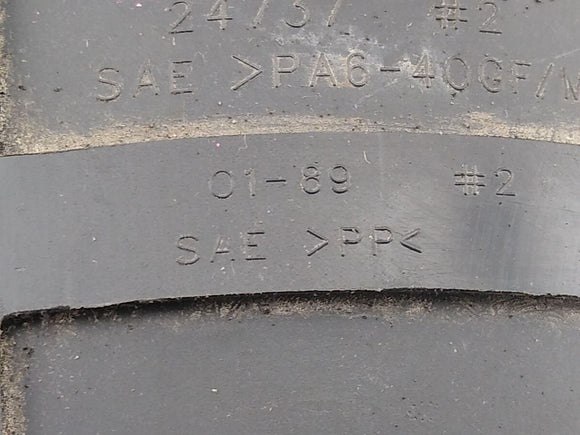 24737 #2
SAE >PA6-40GF/M
01-89 #2
SAE >PP<